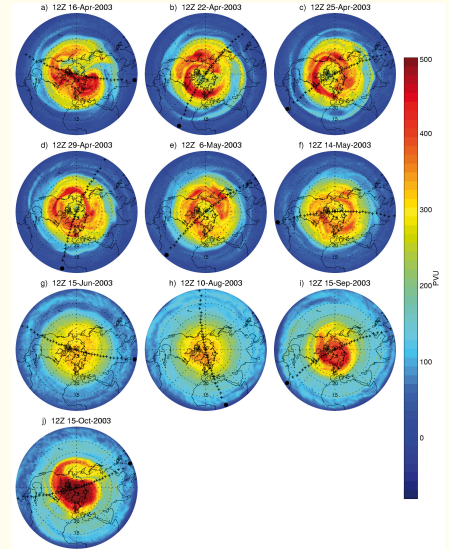 a) 12Z 16-Apr-2003
b) 12Z 22-Apr-2003
c) 12Z 25-Apr-2003
d) 12Z 29-Apr-2003
e) 12Z 6-May-2003
f) 12Z 14-May-2003
g) 12Z 15-Jun-2003
h) 12Z 10-Aug-2003
i) 12Z 15-Sep-2003
j) 12Z 15-Oct-2003
500
400
300
200
100
0
PVU